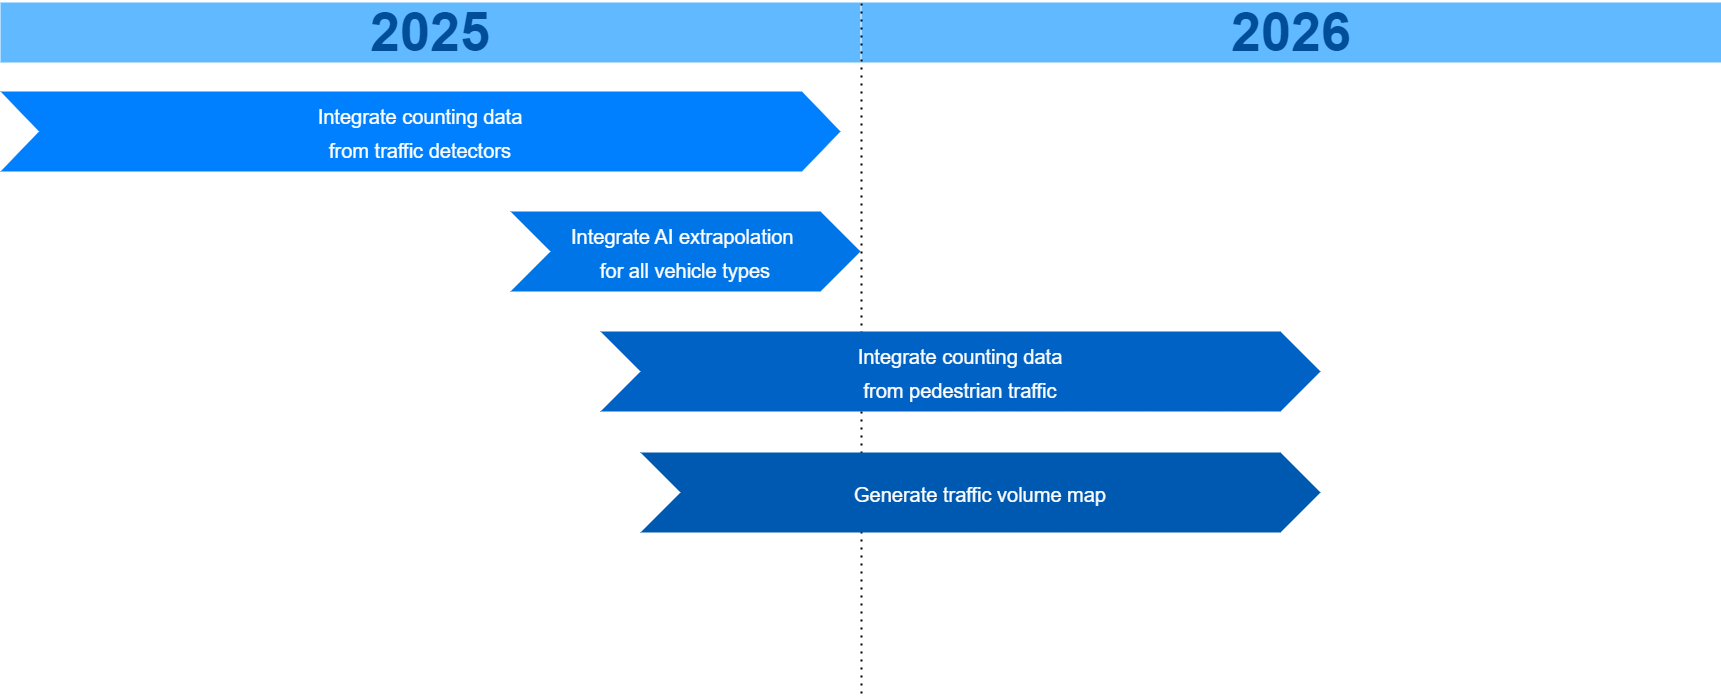 2025
2026
Integrate counting data
from traffic detectors
Integrate AI extrapolation
for all vehicle types
Integrate counting data
from pedestrian traffic
Generate traffic volume map